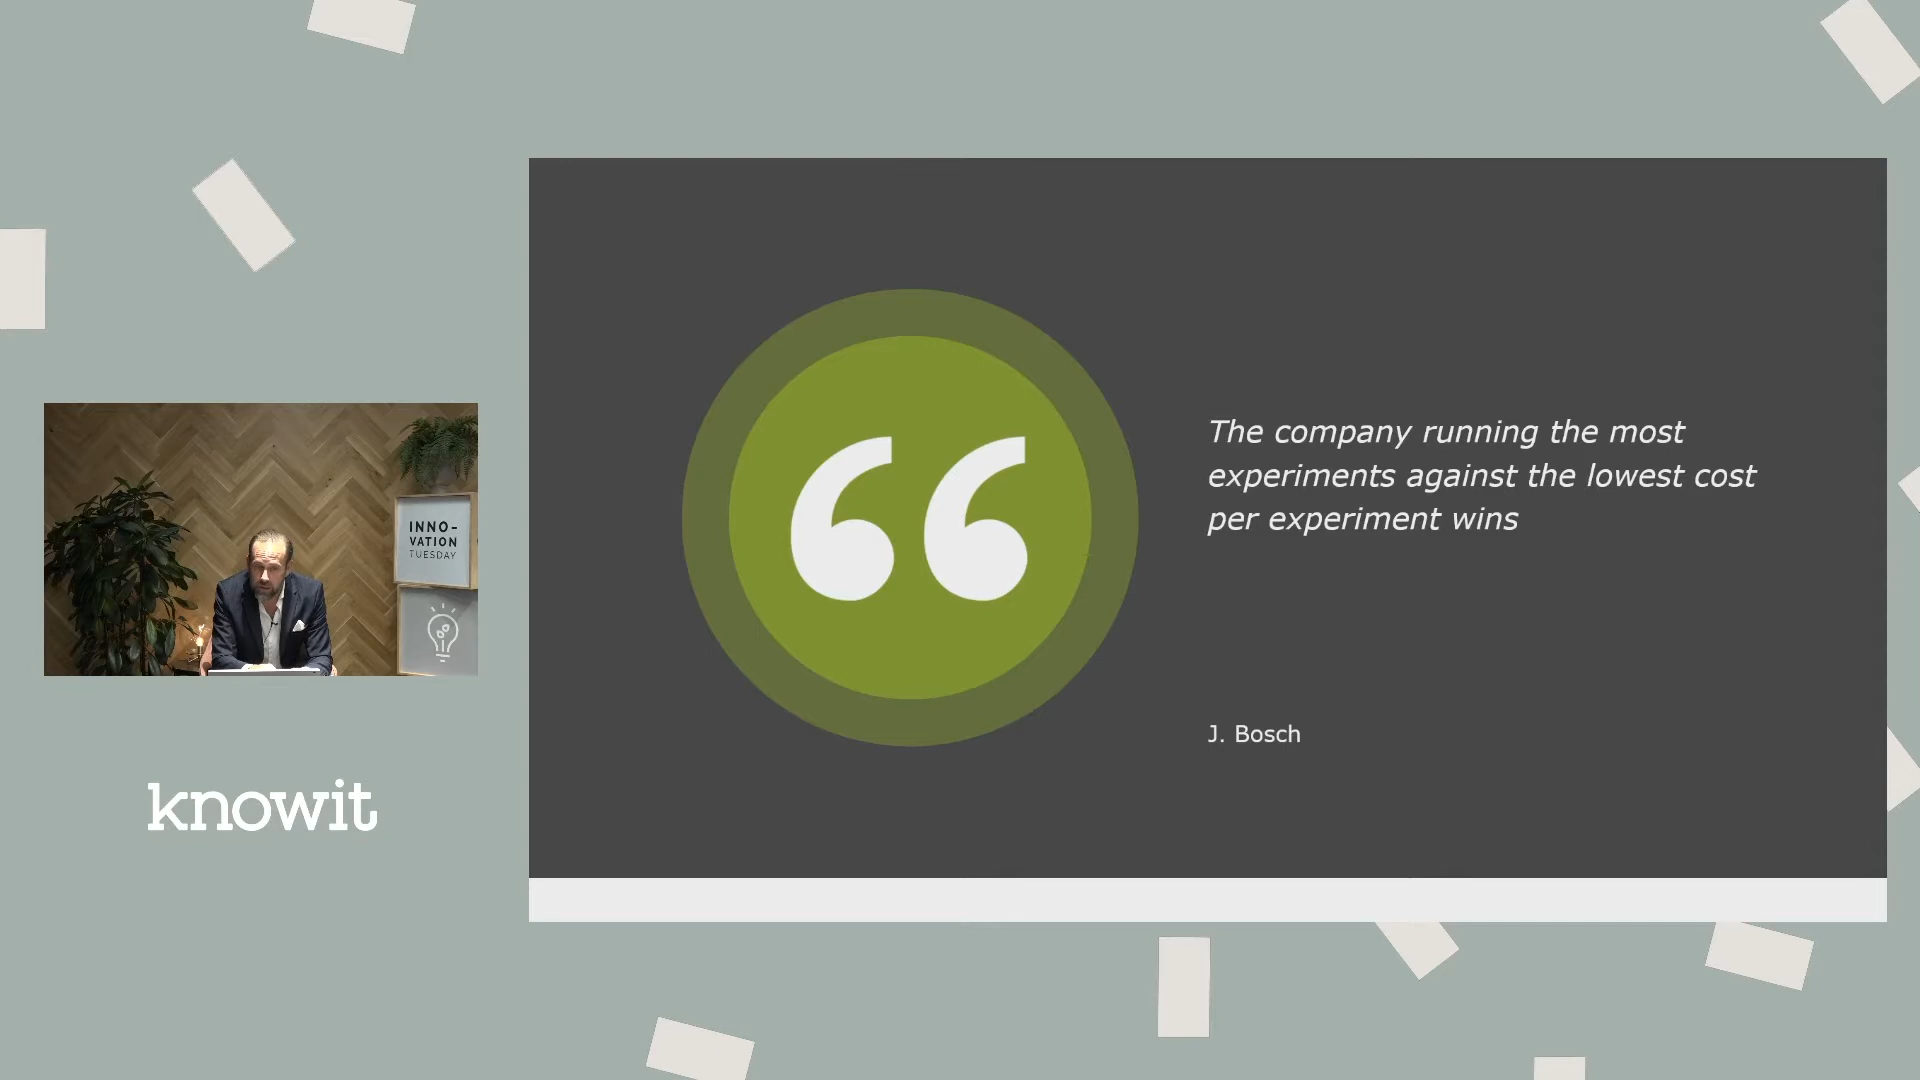 INNO-
VATION
TUESDAY
knowit
The company running the most
experiments against the lowest cost
per experiment wins
J. Bosch